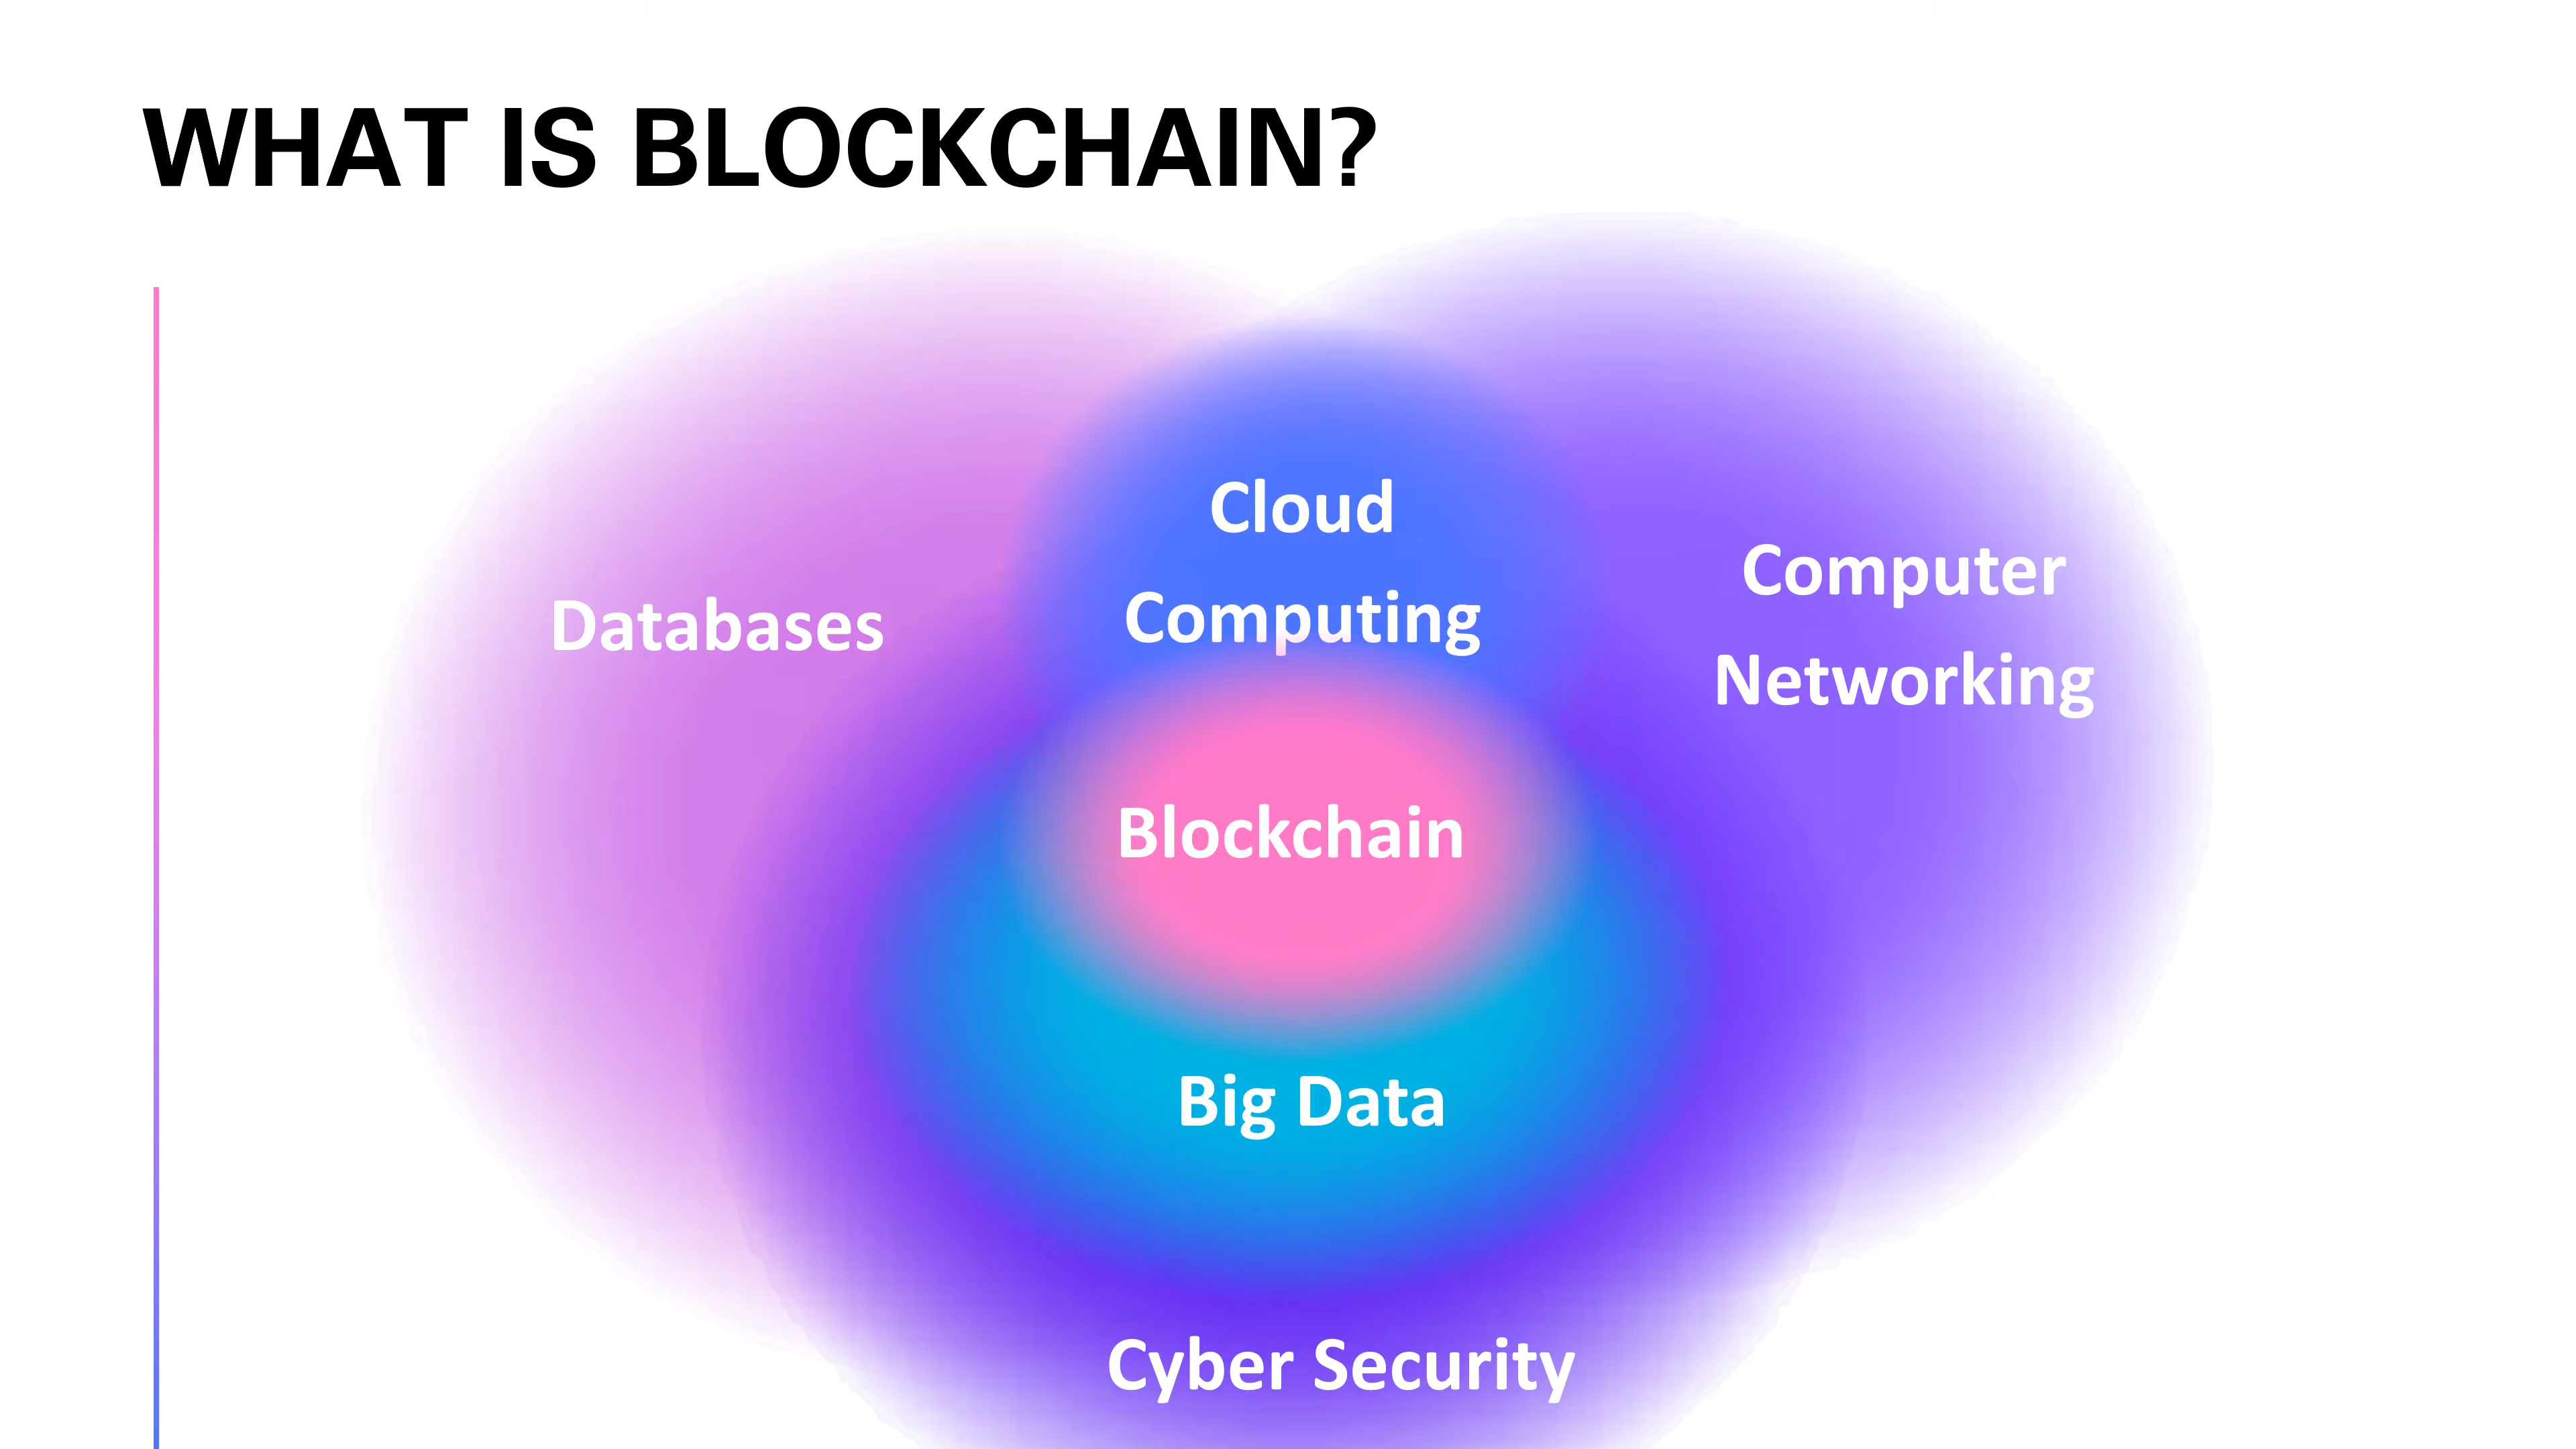 WHAT IS BLOCKCHAIN?
Cloud
Computing
Databases
Computer
Networking
Blockchain
Big Data
Cyber Security